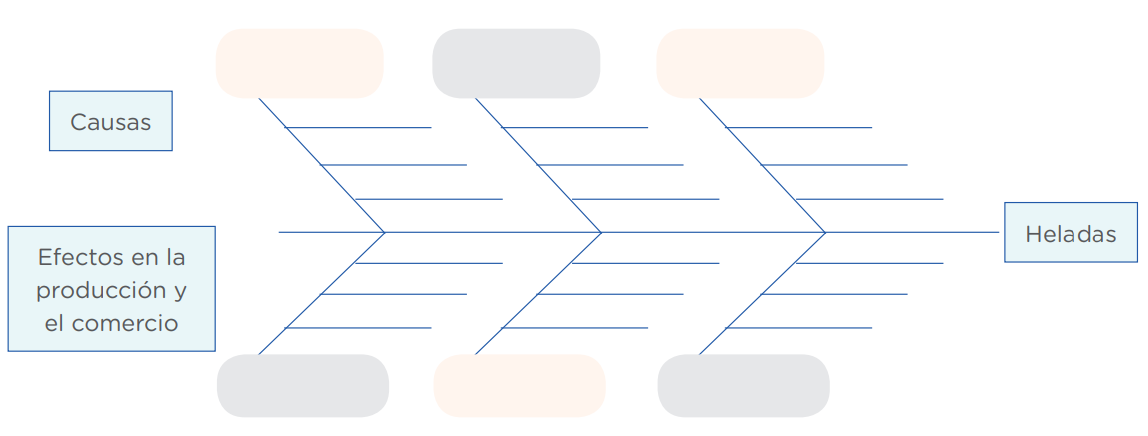 Causas
Efectos en la
producción y
el comercio
Heladas